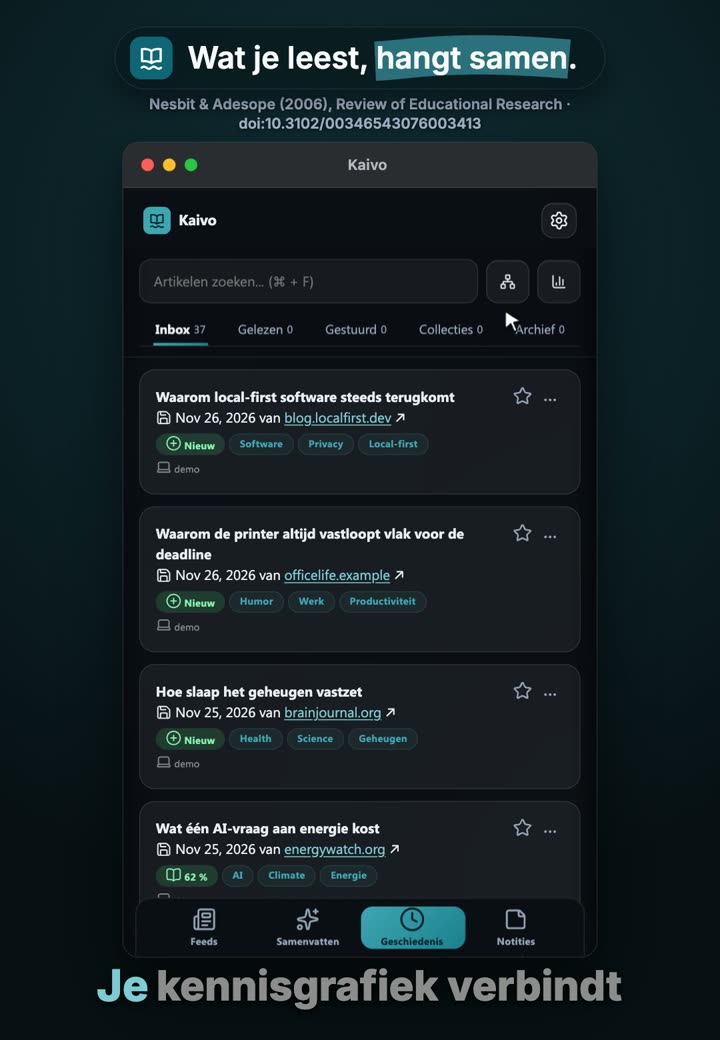 Wat je leest, hangt samen.
Nesbit & Adesope (2006), Review of Educational Research ·
doi:10.3102/00346543076003413
Kaivo
Kaivo
Artikelen zoeken... (⌘ + F)
Inbox 37 Gelezen 0 Gestuurd 0 Collecties 0 Archief 0
Waarom local-first software steeds terugkomt
Nov 26, 2026 van blog.localfirst.dev ↗
Nieuw Software Privacy Local-first
demo
Waarom de printer altijd vastloopt vlak voor de
deadline
Nov 26, 2026 van officelife.example ↗
Nieuw Humor Werk Productiviteit
demo
Hoe slaap het geheugen vastzet
Nov 25, 2026 van brainjournal.org ↗
Nieuw Health Science Geheugen
demo
Wat één AI-vraag aan energie kost
Nov 25, 2026 van energywatch.org ↗
62 % AI Climate Energie
Feeds Samenvatten Geschiedenis Notities
Je kennisgrafiek verbindt